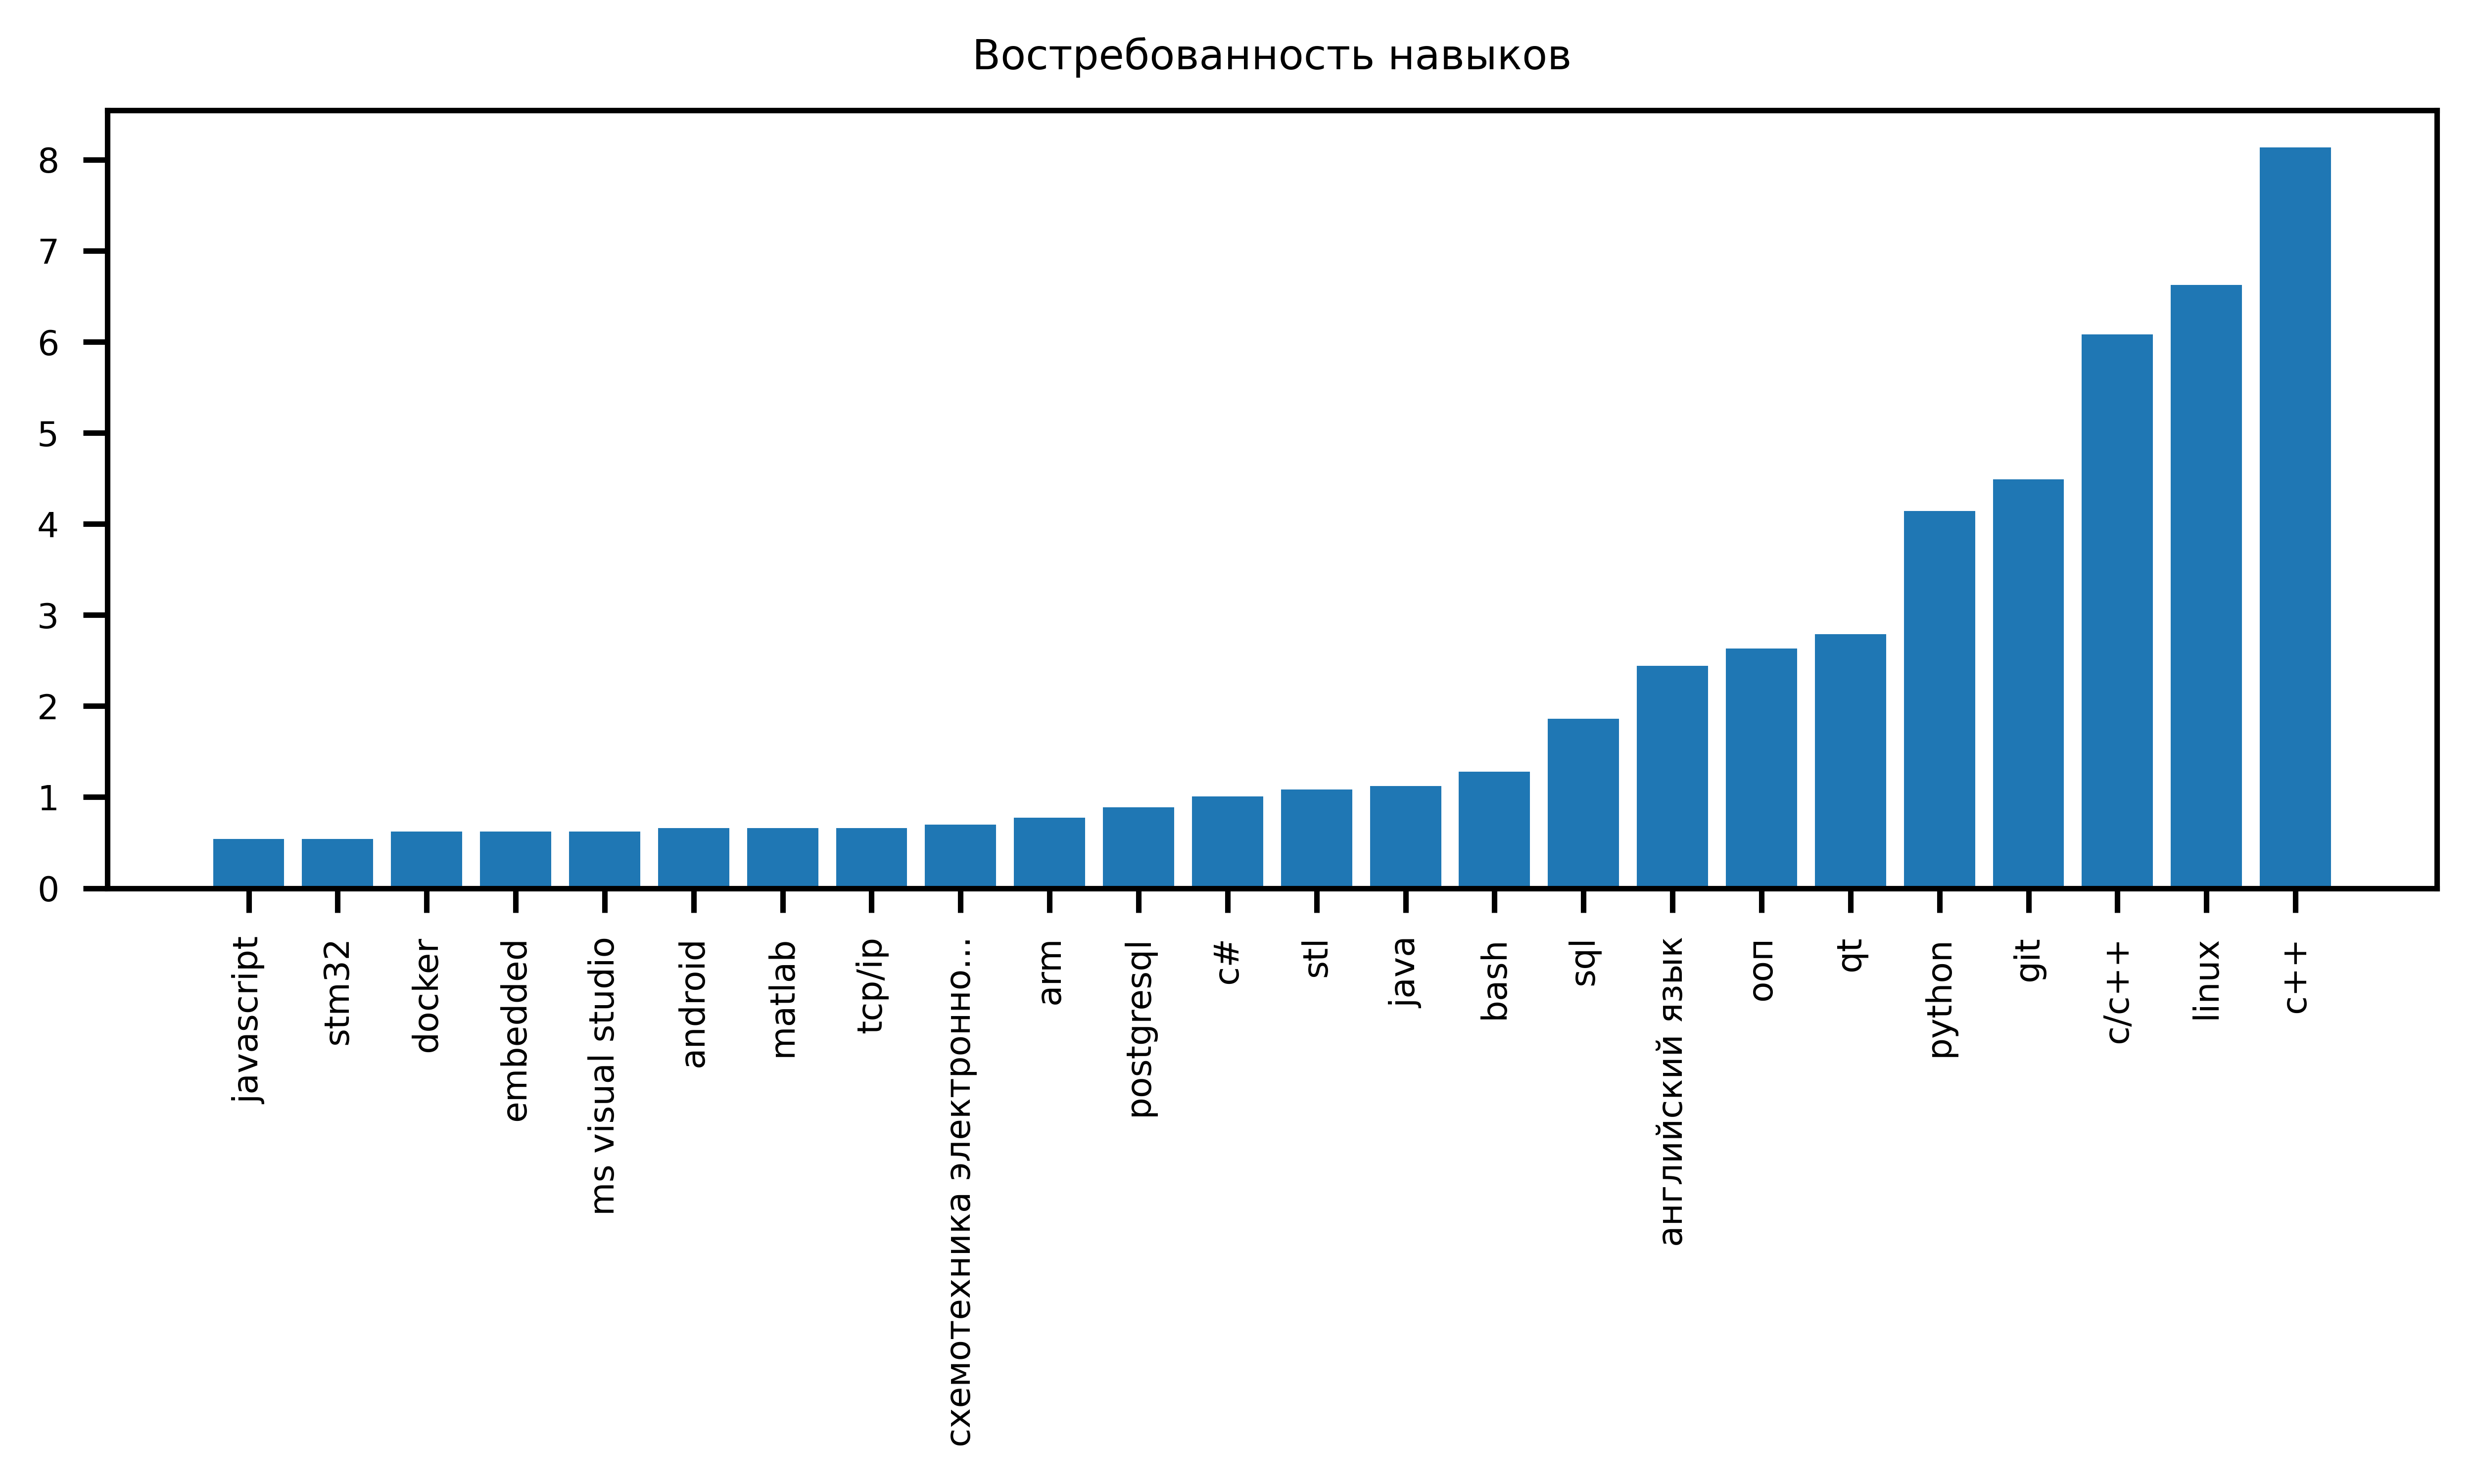 Востребованность навыков
8
7
6
5
4
3
2
1
0
javascript
stm32
docker
embedded
ms visual studio
android
matlab
tcp/ip
схемотехника электронно...
arm
postgresql
c#
stl
java
bash
sql
английский язык
ооп
qt
python
git
c/c++
linux
c++